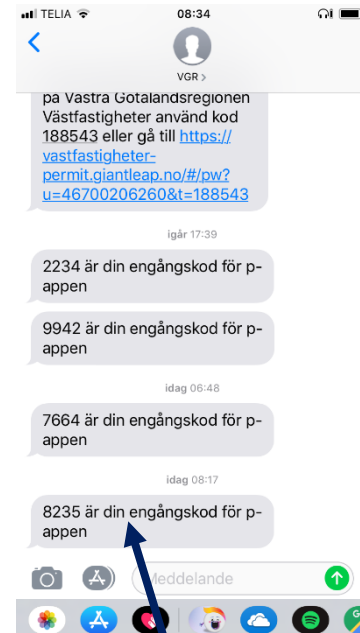 TELIA
08:34
VGR >
på Västra Götalandsregionen
Västfastigheter använd kod
188543 eller gå till https://
vastfastigheter-
permit.giantleap.no/#/pw?
u=46700206260&t=188543
igår 17:39
2234 är din engångskod för p-
appen
9942 är din engångskod för p-
appen
idag 06:48
7664 är din engångskod för p-
appen
idag 08:17
8235 är din engångskod för p-
appen
Meddelande